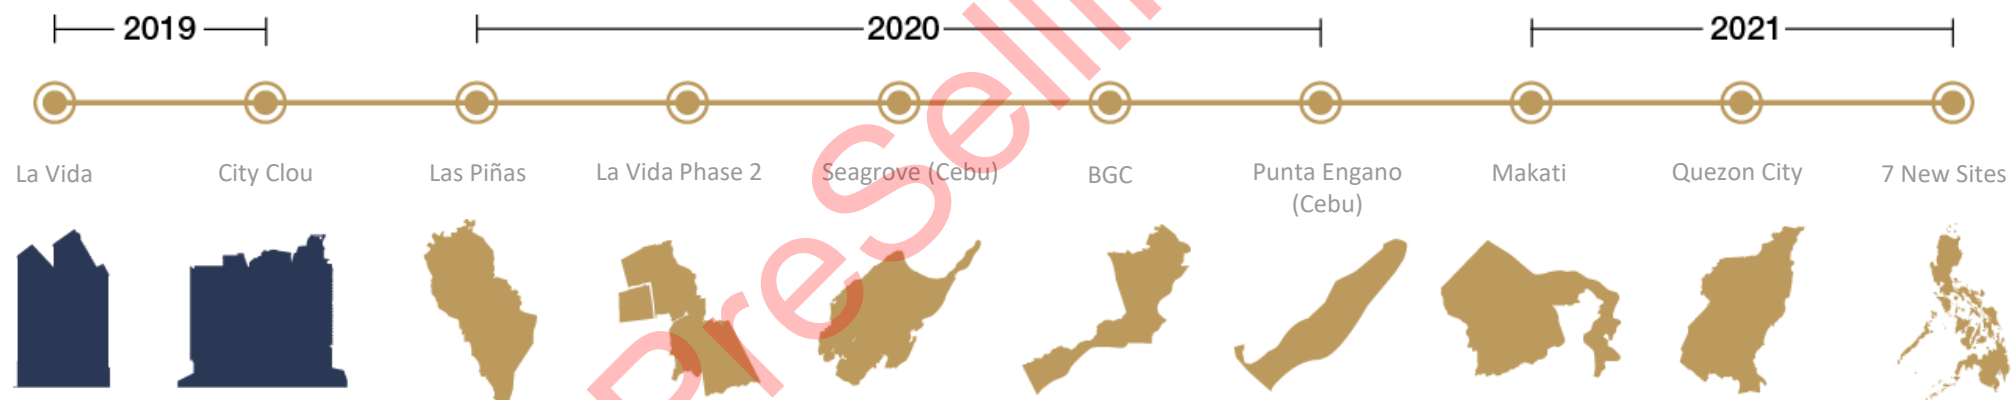 2019 2020 2021
La Vida City Clou Las Piñas La Vida Phase 2 Seagrove (Cebu) BGC Punta Engano Makati Quezon City 7 New Sites
(Cebu)